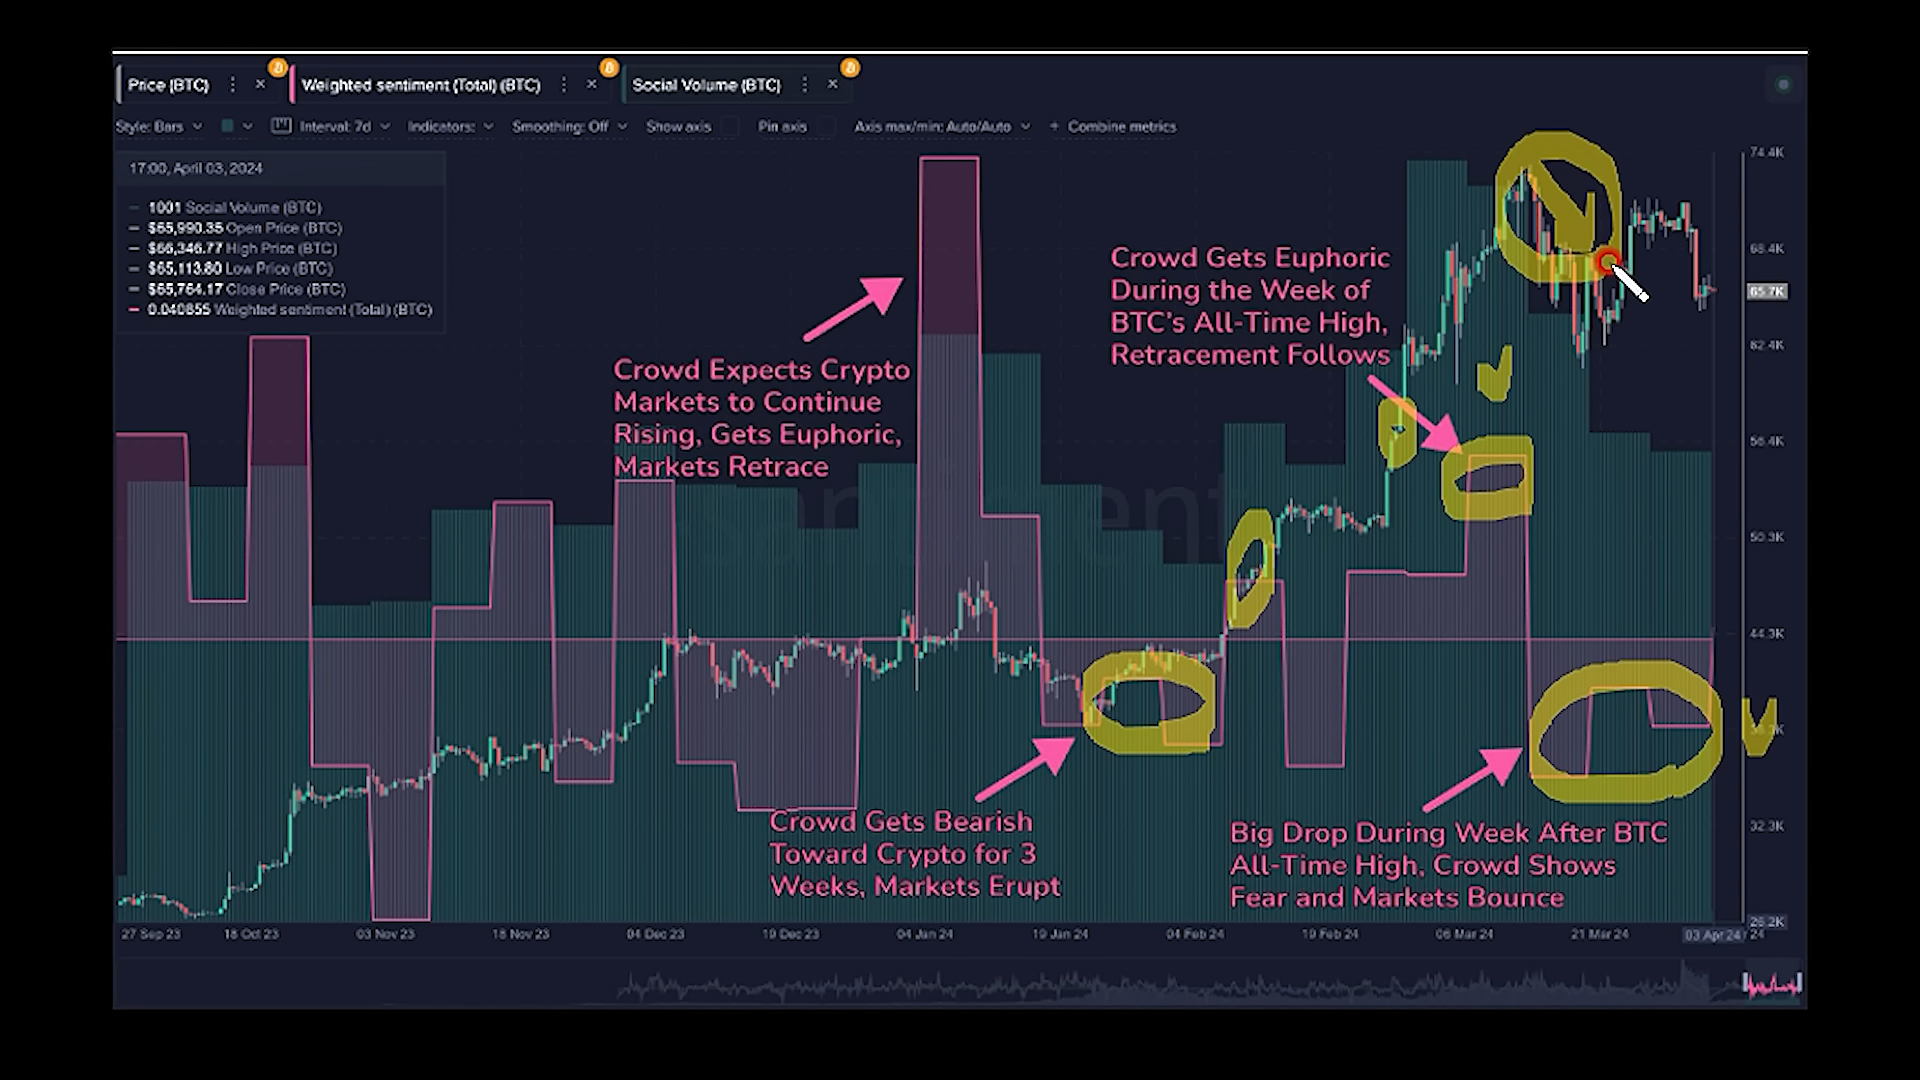 Price (BTC)
Weighted sentiment (Total) (BTC)
Social Volume (BTC)
Style: Bars
Interval: 7d
Indicators:
Smoothing: Off
Show axis
Pin axis
Axis max/min: Auto/Auto
+ Combine metrics
17:00, April 03, 2024
1001 Social Volume (BTC)
$65,990.35 Open Price (BTC)
$66,346.77 High Price (BTC)
$65,113.80 Low Price (BTC)
$65,764.17 Close Price (BTC)
0.040855 Weighted sentiment (Total) (BTC)
Crowd Expects Crypto
Markets to Continue
Rising, Gets Euphoric,
Markets Retrace
Crowd Gets Euphoric
During the Week of
BTC's All-Time High,
Retracement Follows
Crowd Gets Bearish
Toward Crypto for 3
Weeks, Markets Erupt
Big Drop During Week After BTC
All-Time High, Crowd Shows
Fear and Markets Bounce
74.4K
68.4K
65.7K
62.4K
56.4K
50.3K
44.3K
32.3K
26.2K
27 Sep 23
18 Oct 23
03 Nov 23
18 Nov 23
04 Dec 23
19 Dec 23
04 Jan 24
19 Jan 24
04 Feb 24
19 Feb 24
06 Mar 24
21 Mar 24
03 Apr 24